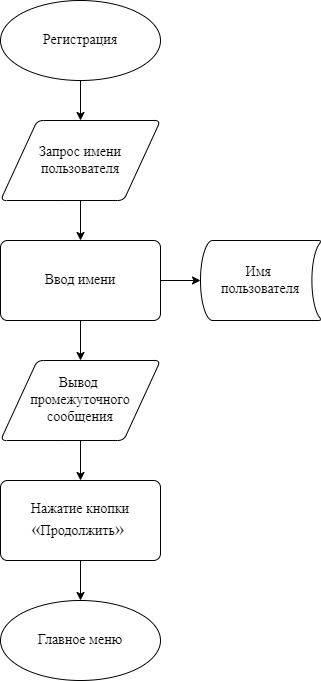 Регистрация
Запрос имени
пользователя
Ввод имени
Имя
пользователя
Вывод
промежуточного
сообщения
Нажатие кнопки
«Продолжить»
Главное меню